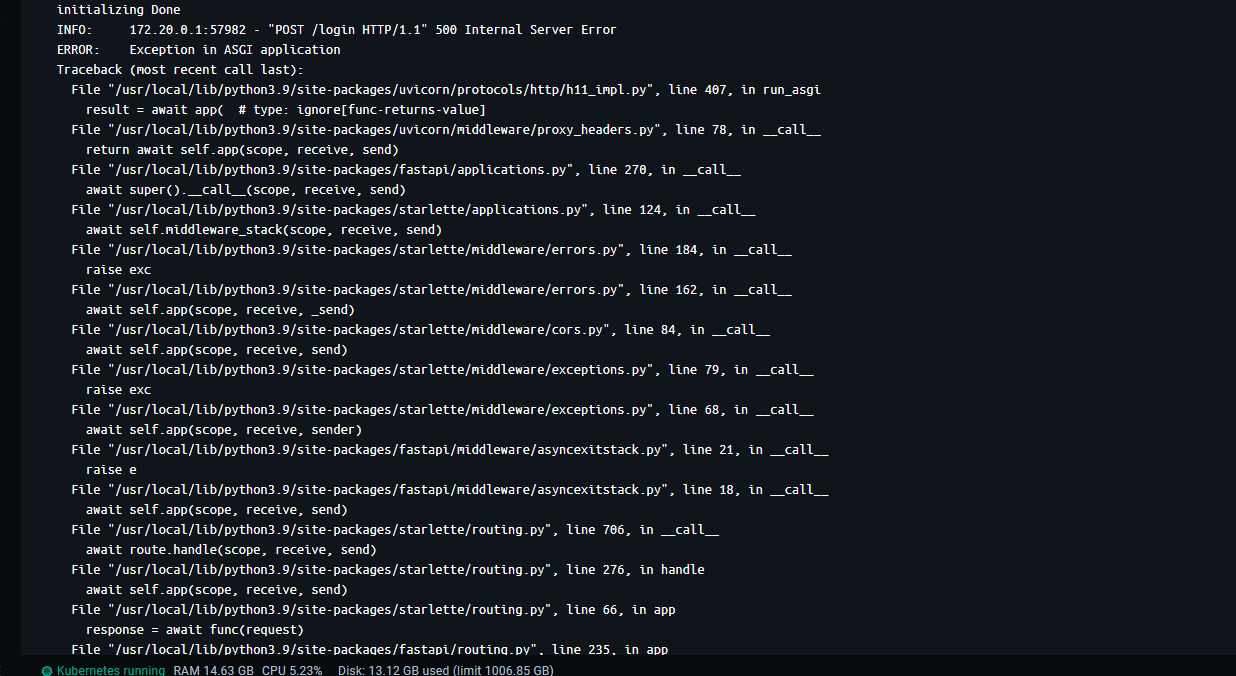 initializing Done
INFO:     172.20.0.1:57982 - "POST /login HTTP/1.1" 500 Internal Server Error
ERROR:    Exception in ASGI application
Traceback (most recent call last):
  File "/usr/local/lib/python3.9/site-packages/uvicorn/protocols/http/h11_impl.py", line 407, in run_asgi
    result = await app(  # type: ignore[func-returns-value]
  File "/usr/local/lib/python3.9/site-packages/uvicorn/middleware/proxy_headers.py", line 78, in __call__
    return await self.app(scope, receive, send)
  File "/usr/local/lib/python3.9/site-packages/fastapi/applications.py", line 270, in __call__
    await super().__call__(scope, receive, send)
  File "/usr/local/lib/python3.9/site-packages/starlette/applications.py", line 124, in __call__
    await self.middleware_stack(scope, receive, send)
  File "/usr/local/lib/python3.9/site-packages/starlette/middleware/errors.py", line 184, in __call__
    raise exc
  File "/usr/local/lib/python3.9/site-packages/starlette/middleware/errors.py", line 162, in __call__
    await self.app(scope, receive, _send)
  File "/usr/local/lib/python3.9/site-packages/starlette/middleware/cors.py", line 84, in __call__
    await self.app(scope, receive, send)
  File "/usr/local/lib/python3.9/site-packages/starlette/middleware/exceptions.py", line 79, in __call__
    raise exc
  File "/usr/local/lib/python3.9/site-packages/starlette/middleware/exceptions.py", line 68, in __call__
    await self.app(scope, receive, sender)
  File "/usr/local/lib/python3.9/site-packages/fastapi/middleware/asyncexitstack.py", line 21, in __call__
    raise e
  File "/usr/local/lib/python3.9/site-packages/fastapi/middleware/asyncexitstack.py", line 18, in __call__
    await self.app(scope, receive, send)
  File "/usr/local/lib/python3.9/site-packages/starlette/routing.py", line 706, in __call__
    await route.handle(scope, receive, send)
  File "/usr/local/lib/python3.9/site-packages/starlette/routing.py", line 276, in handle
    await self.app(scope, receive, send)
  File "/usr/local/lib/python3.9/site-packages/starlette/routing.py", line 66, in app
    response = await func(request)
  File "/usr/local/lib/python3.9/site-packages/fastapi/routing.py", line 235, in app
Kubernetes running  RAM 14.63 GB  CPU 5.23%  Disk: 13.12 GB used (limit 1006.85 GB)